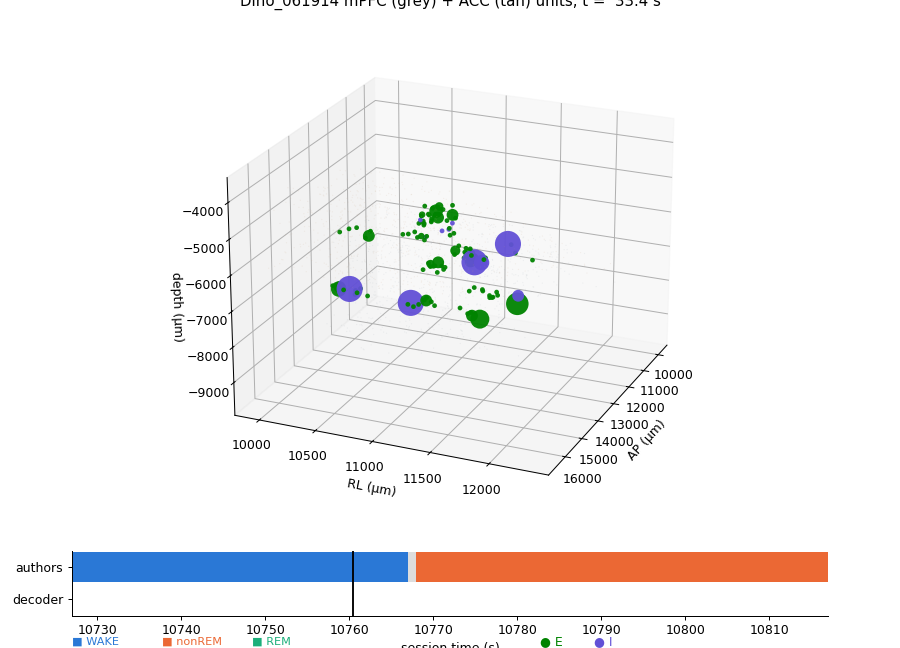 Dino_061914 mPFC (grey) + ACC (tan) units, t = 33.4 s
−4000
−5000
−6000
−7000
−8000
−9000
depth (μm)
10000
10500
11000
11500
12000
RL (μm)
10000
11000
12000
13000
14000
15000
16000
AP (μm)
authors
decoder
10730
10740
10750
10760
10770
10780
10790
10800
10810
session time (s)
WAKE
nonREM
REM
E
I